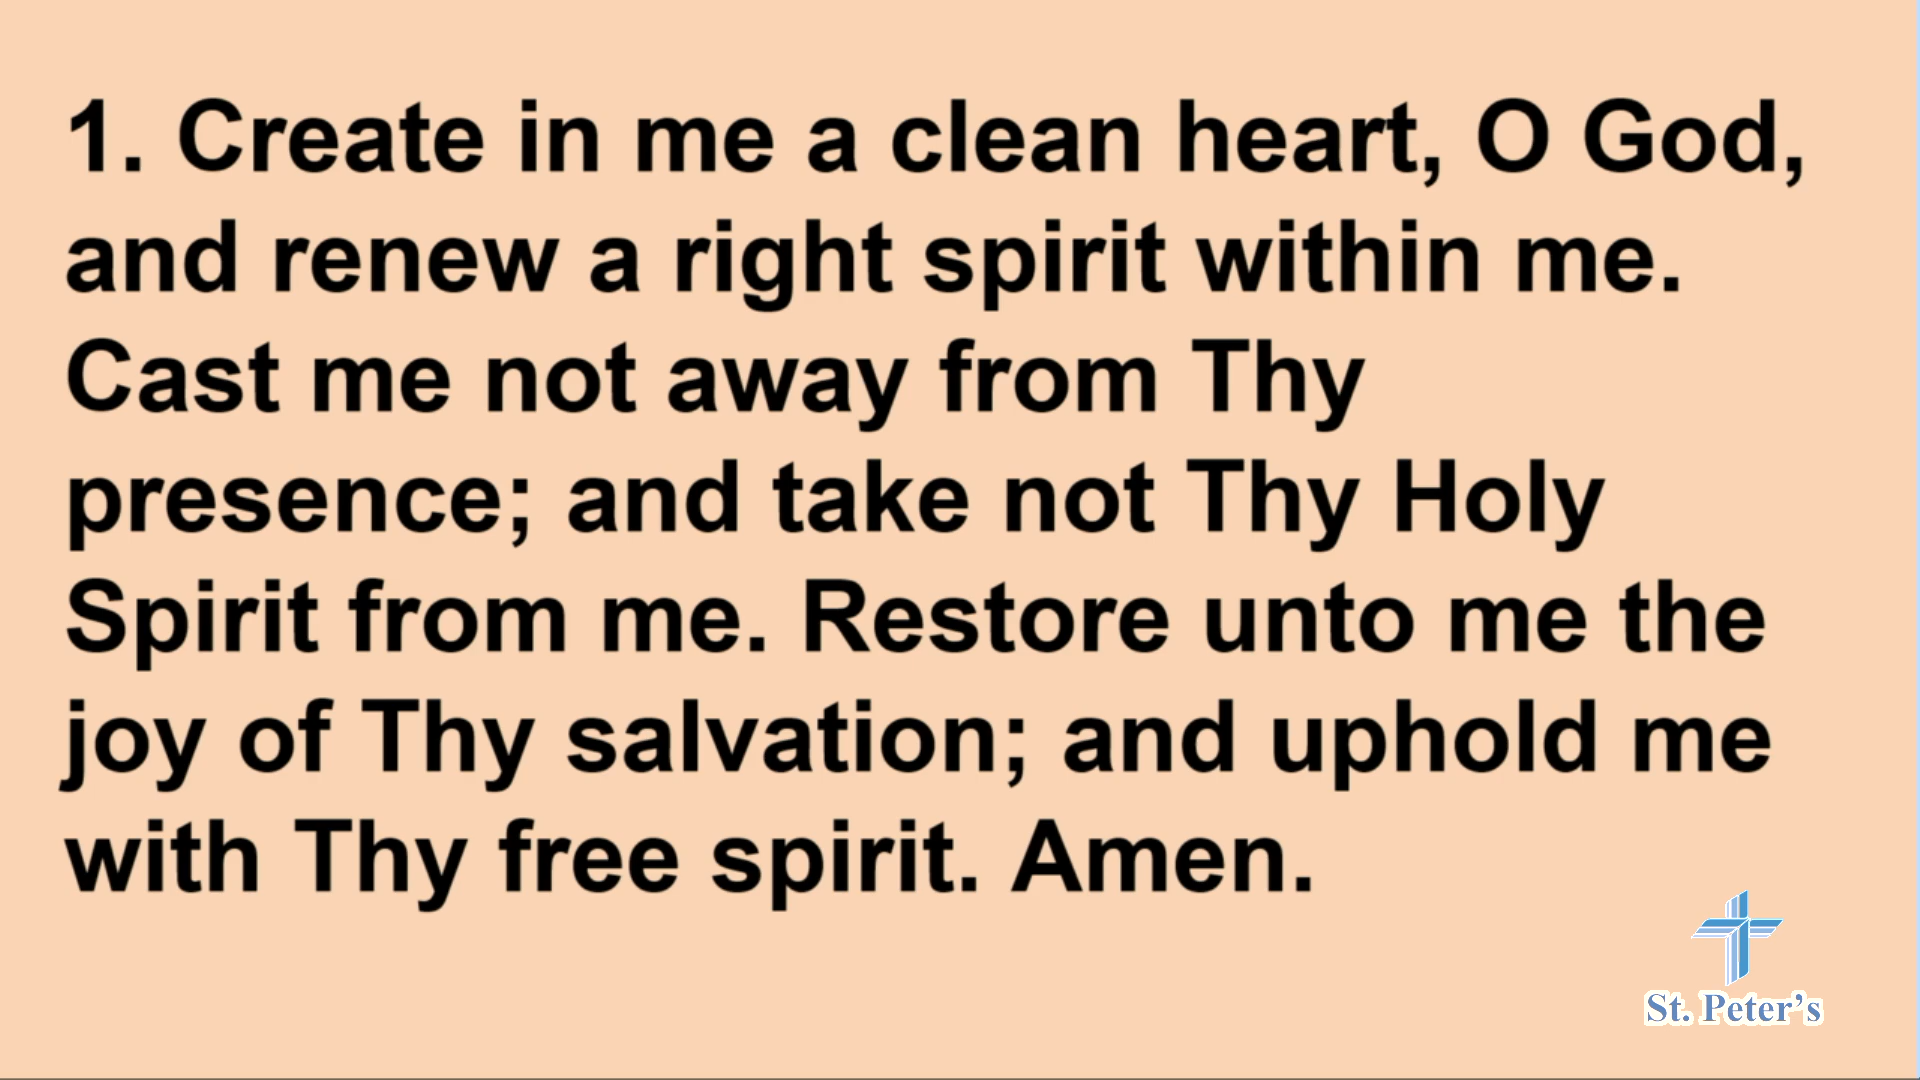 1. Create in me a clean heart, O God,
and renew a right spirit within me.
Cast me not away from Thy
presence; and take not Thy Holy
Spirit from me. Restore unto me the
joy of Thy salvation; and uphold me
with Thy free spirit. Amen.
St. Peter's